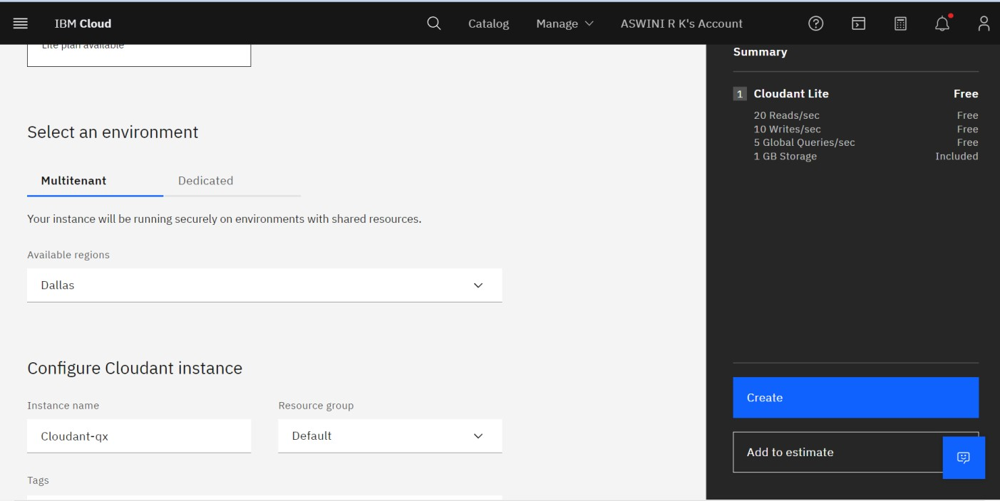 IBM Cloud
Catalog
Manage
ASWINI R K's Account
Lite plan available
Select an environment
Multitenant
Dedicated
Your instance will be running securely on environments with shared resources.
Available regions
Dallas
Configure Cloudant instance
Instance name
Resource group
Cloudant-qx
Default
Tags
Summary
1 Cloudant Lite Free
20 Reads/sec Free
10 Writes/sec Free
5 Global Queries/sec Free
1 GB Storage Included
Create
Add to estimate